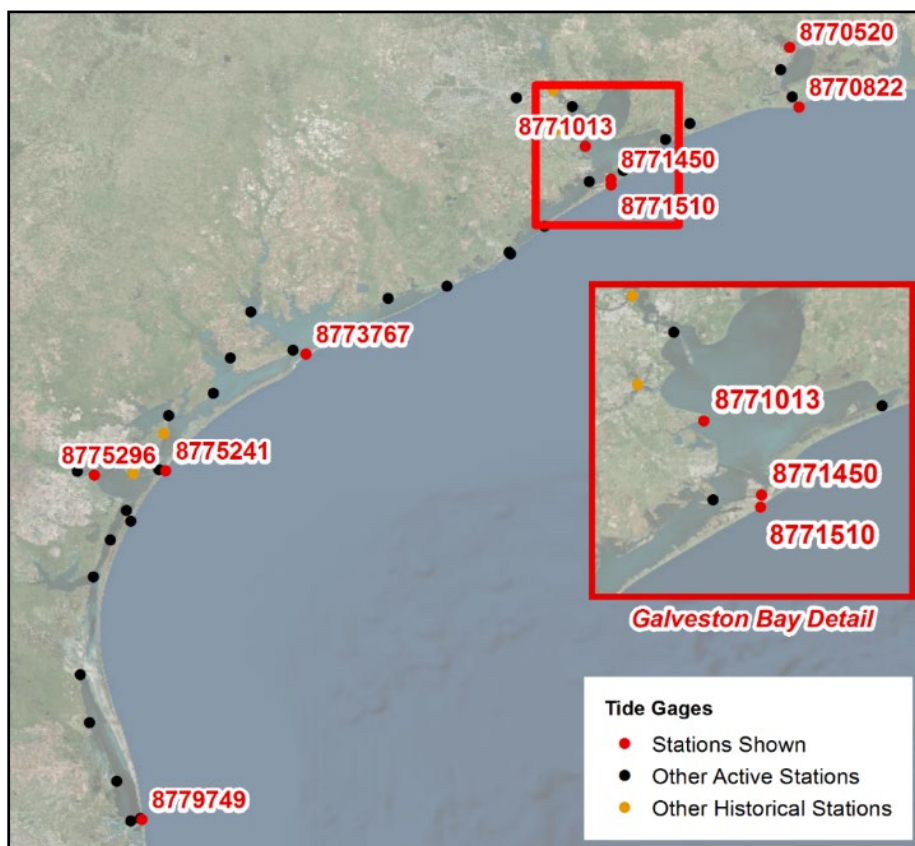 8770520
8770822
8771013
8771450
8771510
8773767
8771013
8771450
8775296
8775241
8771510
Galveston Bay Detail
Tide Gages
Stations Shown
Other Active Stations
Other Historical Stations
8779749